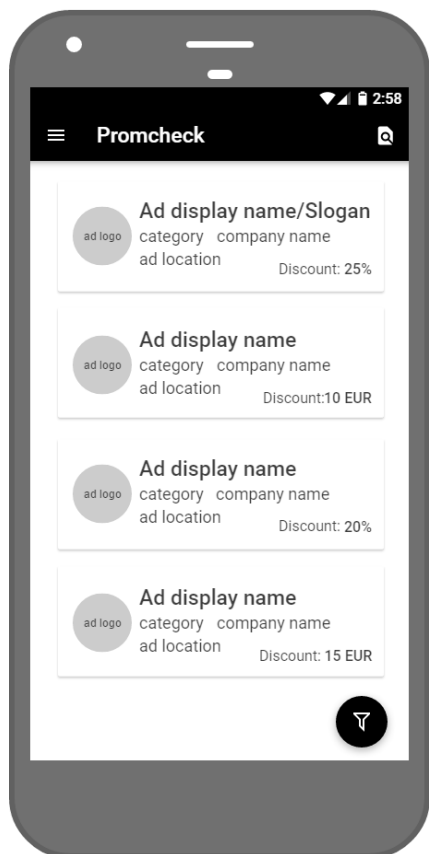 2:58
Promcheck
Ad display name/Slogan
ad logo
category company name
ad location
Discount: 25%
Ad display name
ad logo
category company name
ad location
Discount:10 EUR
Ad display name
ad logo
category company name
ad location
Discount: 20%
Ad display name
ad logo
category company name
ad location
Discount: 15 EUR